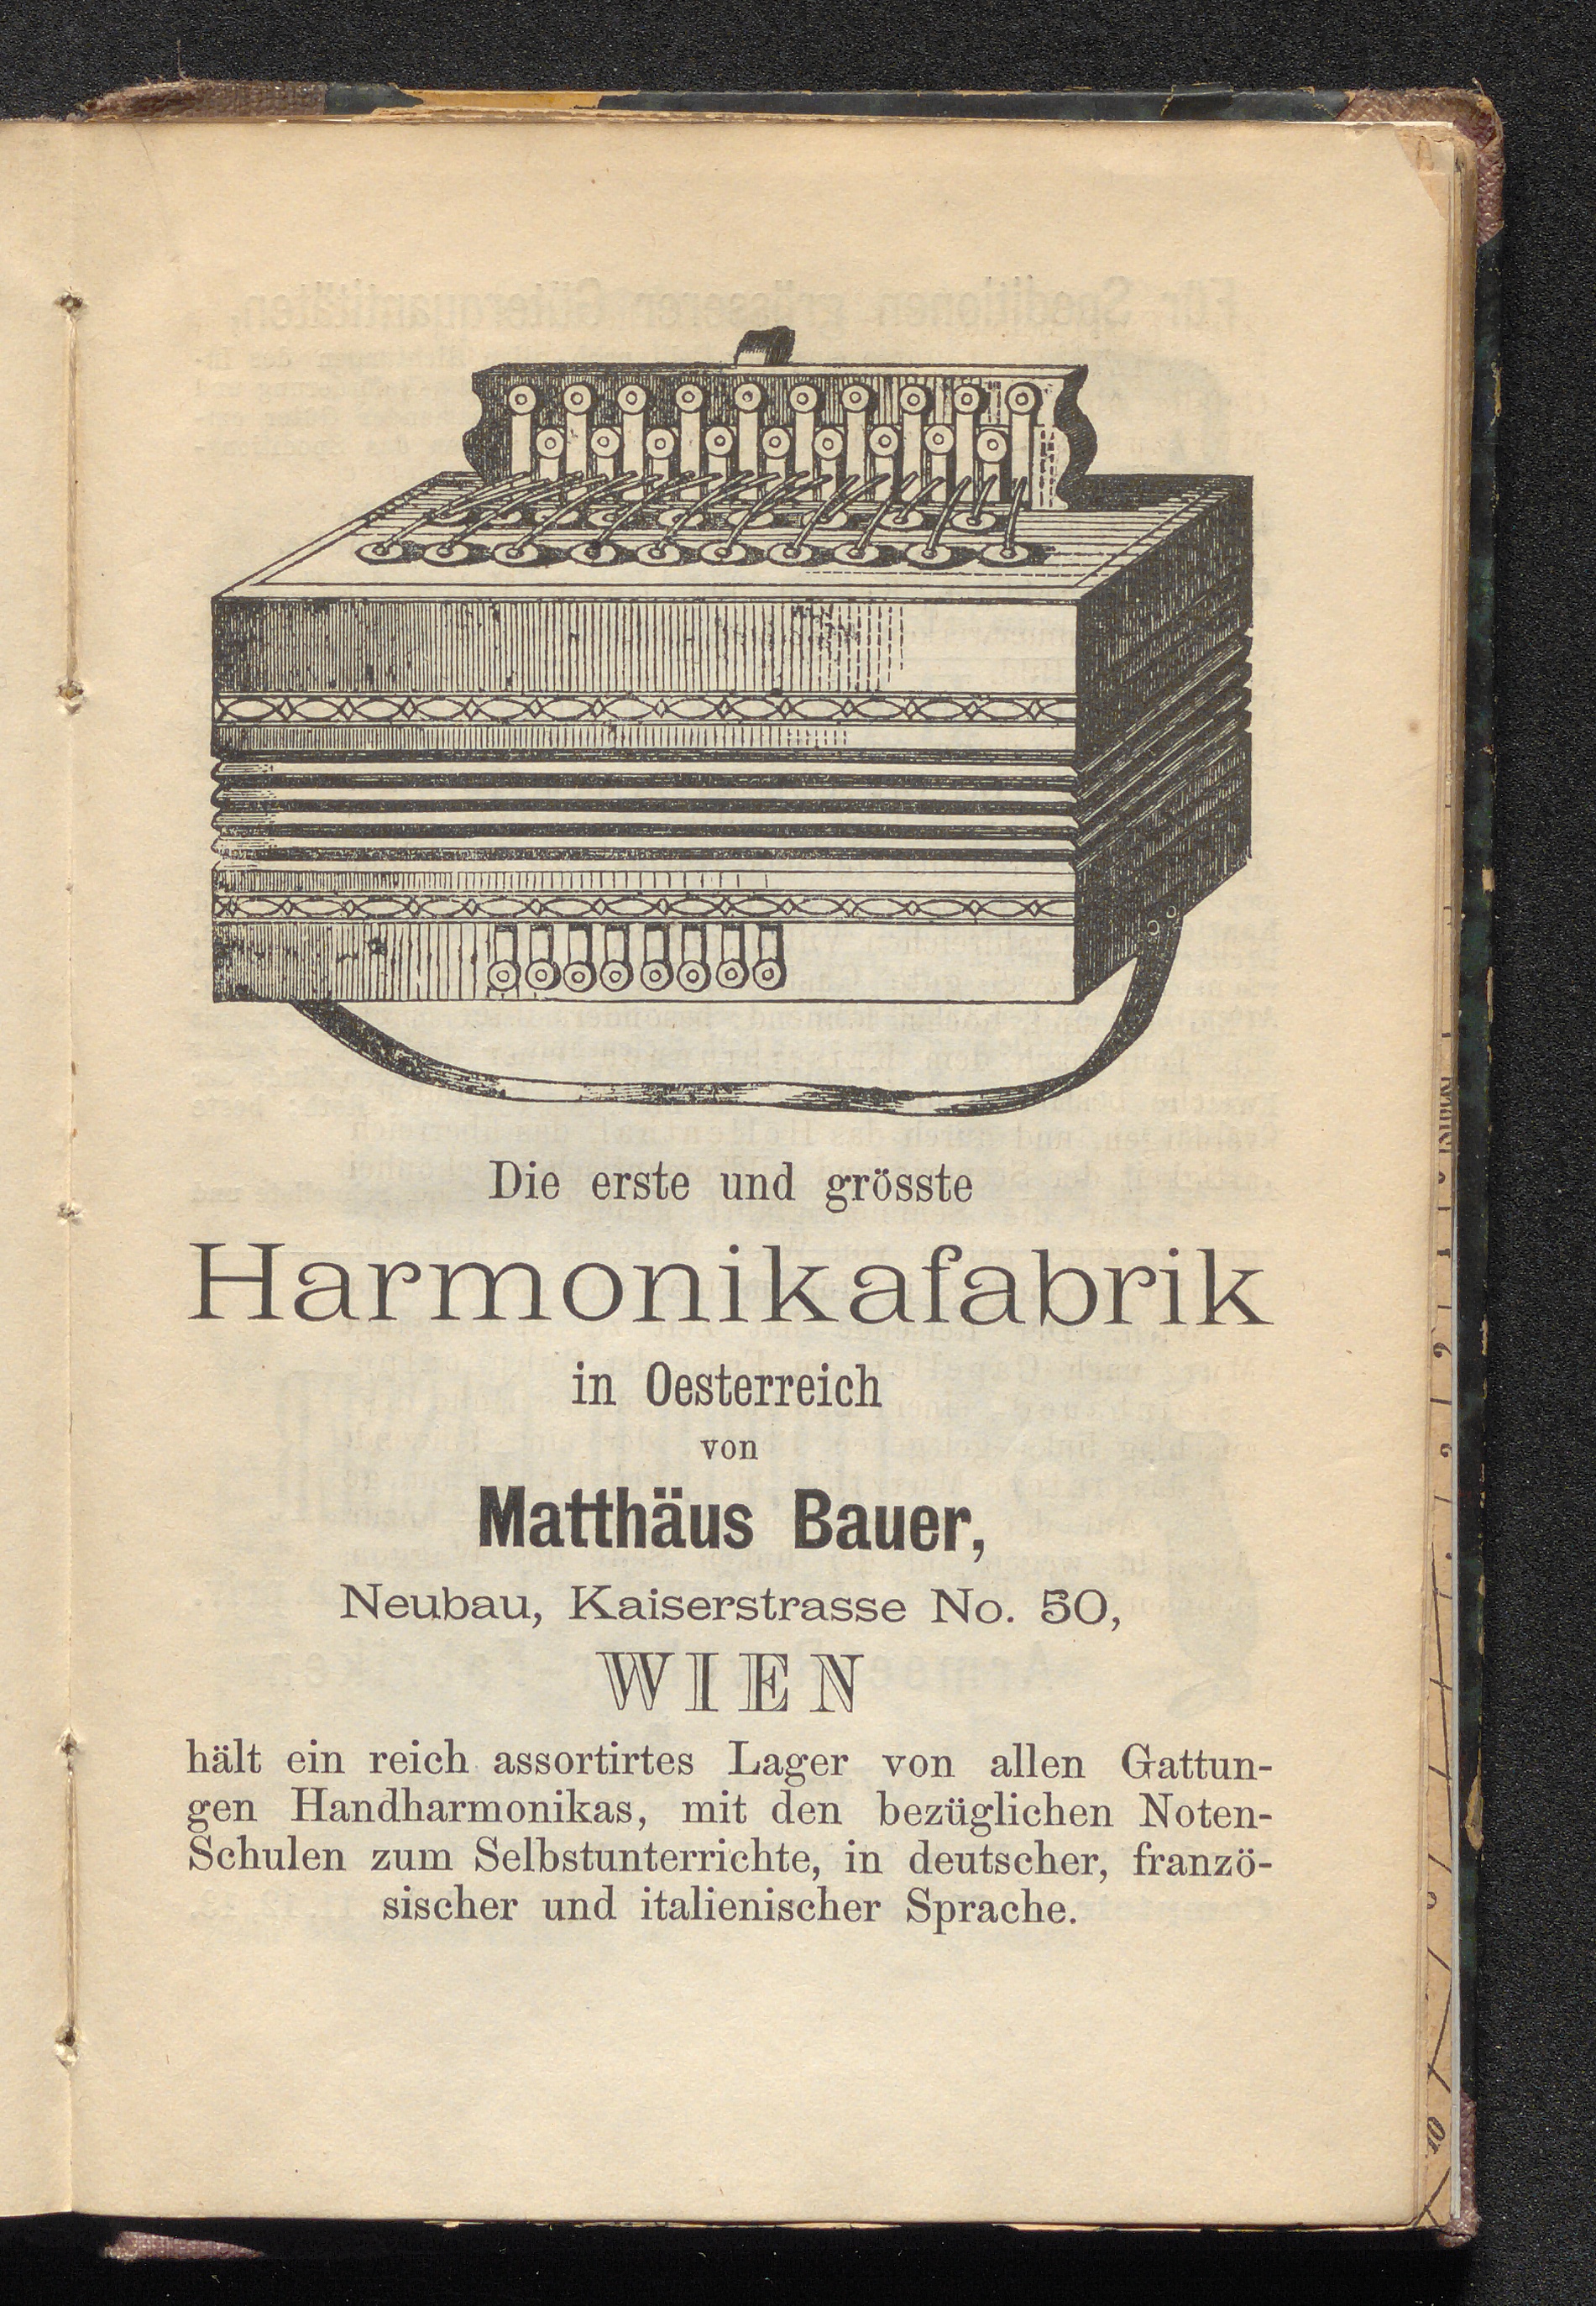 Die erste und grösste
Harmonikafabrik
in Oesterreich
von
Matthäus Bauer,
Neubau, Kaiserstrasse No. 50,
WIEN
hält ein reich assortirtes Lager von allen Gattun-
gen Handharmonikas, mit den bezüglichen Noten-
Schulen zum Selbstunterrichte, in deutscher, franzö-
sischer und italienischer Sprache.